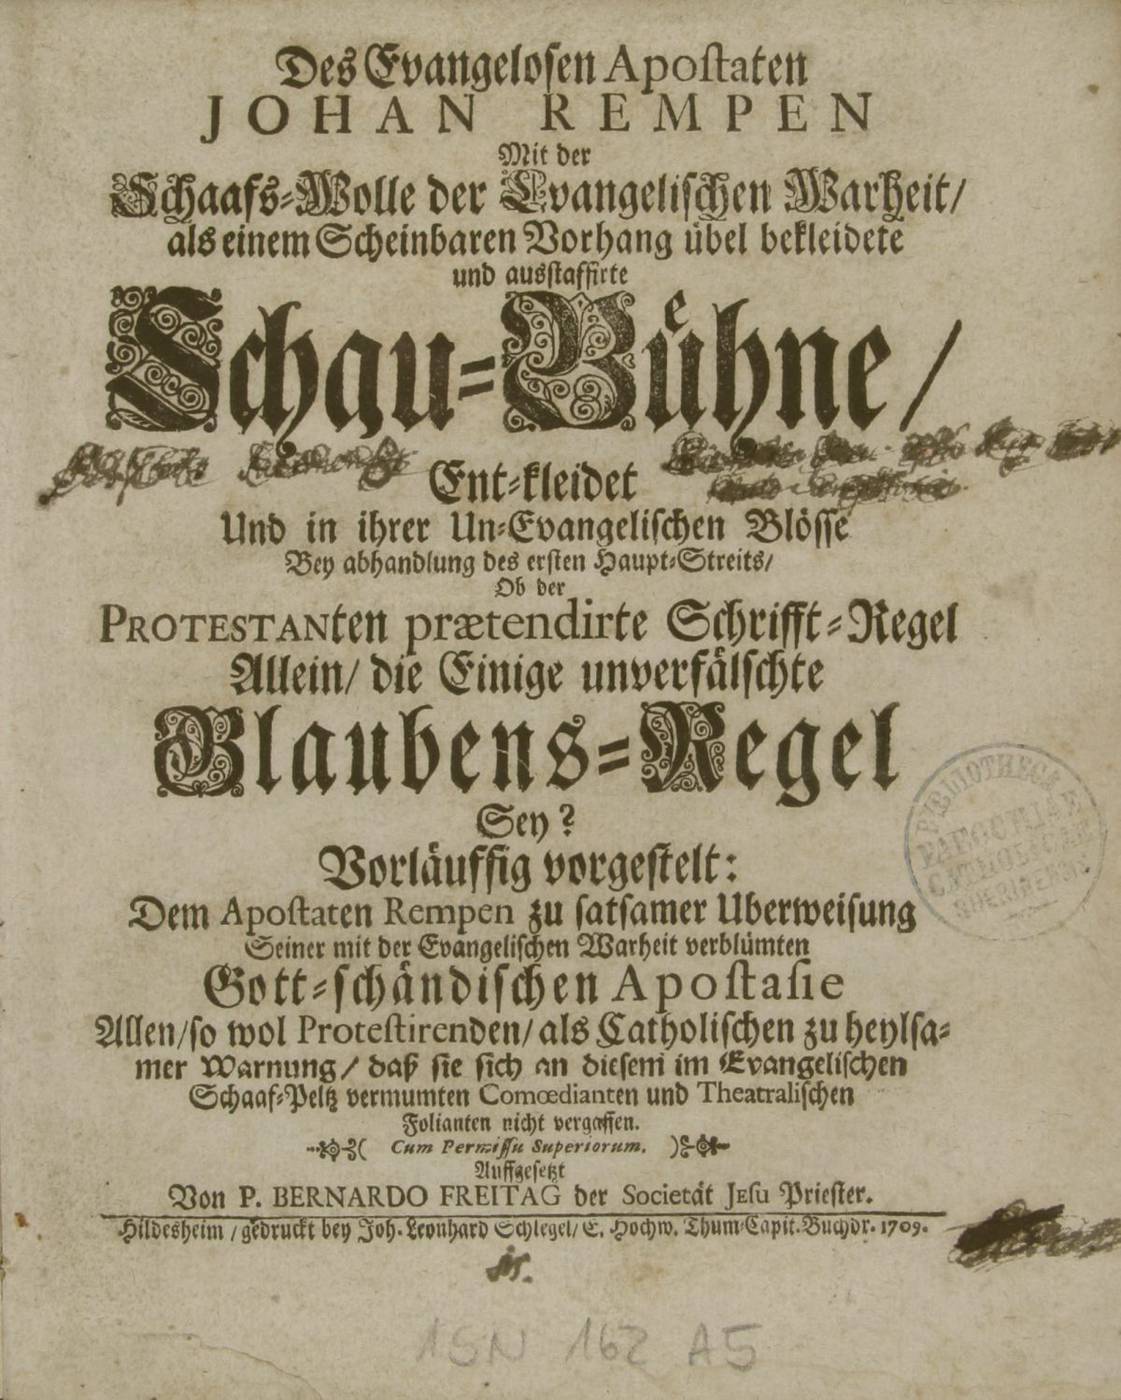 Des Evangelosen Apostaten
JOHAN REMPEN
Mit der
Schaafs-Wolle der Evangelischen Warheit/
als einem Scheinbaren Vorhang übel bekleidete
und ausstaffirte
Schau-Bühne/
Ent-kleidet
Und in ihrer Un-Evangelischen Blösse
Bey abhandlung des ersten Haupt-Streits/
Ob der
PROTESTANten prætendirte Schrifft-Regel
Allein/ die Einige unverfälschte
Glaubens-Regel
Sey?
Vorläuffig vorgestelt:
Dem Apostaten Rempen zu satsamer Uberweisung
Seiner mit der Evangelischen Warheit verblümten
Gott-schändischen Apostasie
Allen/so wol Protestirenden/als Catholischen zu heylsa-
mer Warnung/ daß sie sich an diesem im Evangelischen
Schaaf-Peltz vermumten Comœdianten und Theatralischen
Folianten nicht vergaffen.
( Cum Permissu Superiorum. )
Auffgesetzt
Von P. BERNARDO FREITAG der Societät JEsu Priester.
Hildesheim/gedruckt bey Joh. Leonhard Schlegel/ E. Hochw. Thum-Capit. Buchdr. 1709.
BIBLIOTHECA
PAROCHIAE
CATHOLICAE
1SN 162 A5